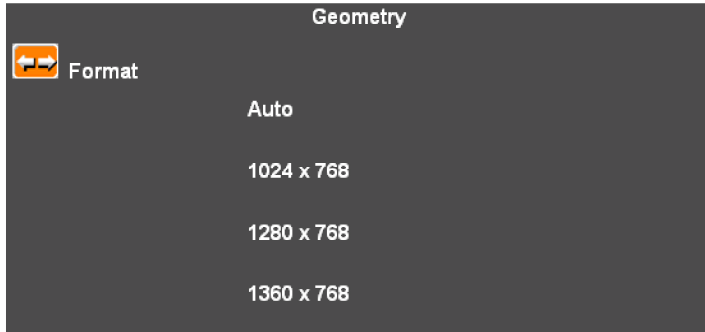 Geometry
Format
Auto
1024 x 768
1280 x 768
1360 x 768